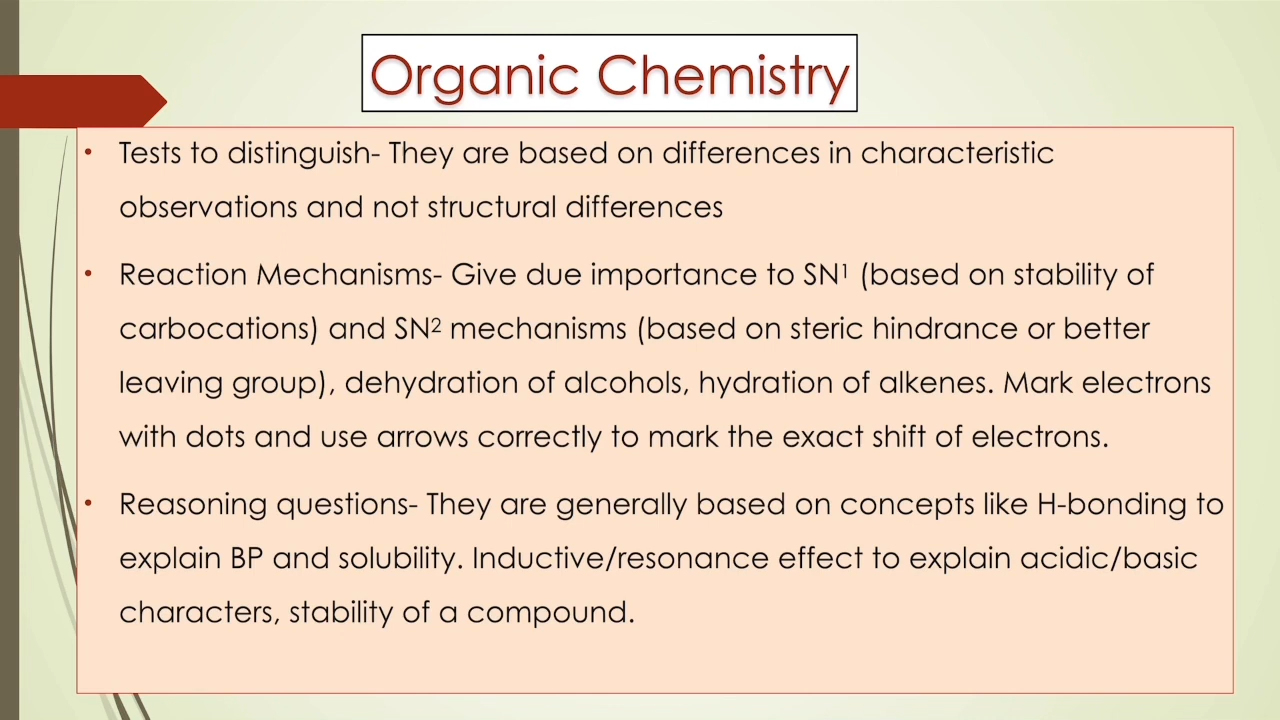 Organic Chemistry
• Tests to distinguish- They are based on differences in characteristic
observations and not structural differences
• Reaction Mechanisms- Give due importance to SN¹ (based on stability of
carbocations) and SN² mechanisms (based on steric hindrance or better
leaving group), dehydration of alcohols, hydration of alkenes. Mark electrons
with dots and use arrows correctly to mark the exact shift of electrons.
• Reasoning questions- They are generally based on concepts like H-bonding to
explain BP and solubility. Inductive/resonance effect to explain acidic/basic
characters, stability of a compound.